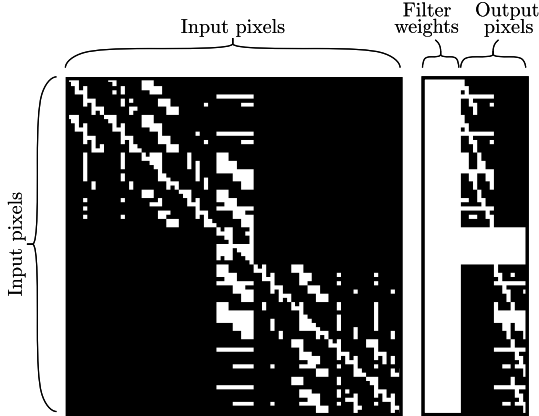 Input pixels
Filter
weights
Output
pixels
Input pixels